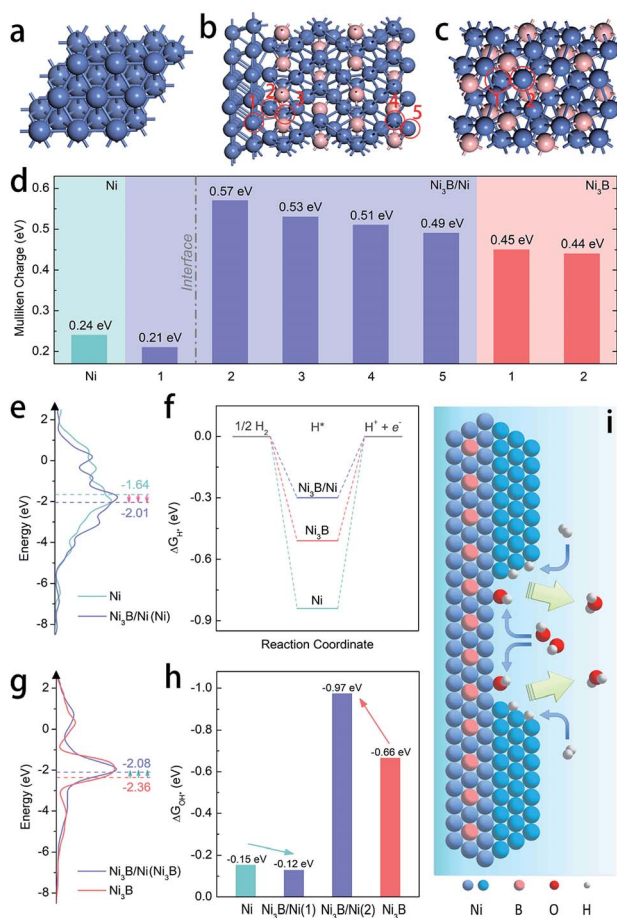 a
b
c
1
2
3
4
5
1
2
d
Mulliken Charge (eV)
0.6
0.5
0.4
0.3
0.2
Ni
Ni₃B/Ni
Ni₃B
Interface
0.24 eV
0.21 eV
0.57 eV
0.53 eV
0.51 eV
0.49 eV
0.45 eV
0.44 eV
Ni 1 2 3 4 5 1 2
e
Energy (eV)
2
0
-2
-4
-6
-8
-1.64
-2.01
Ni
Ni₃B/Ni(Ni)
f
ΔG_H* (eV)
0.0
-0.3
-0.6
-0.9
1/2 H₂ H* H⁺ + e⁻
Ni₃B/Ni
Ni₃B
Ni
Reaction Coordinate
g
Energy (eV)
2
0
-2
-4
-6
-8
-2.08
-2.36
Ni₃B/Ni(Ni₃B)
Ni₃B
h
ΔG_OH* (eV)
-1.0
-0.8
-0.6
-0.4
-0.2
0.0
-0.15 eV
-0.12 eV
-0.97 eV
-0.66 eV
Ni Ni₃B/Ni(1) Ni₃B/Ni(2) Ni₃B
i
Ni B O H